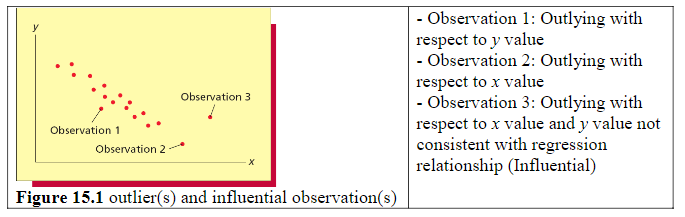 y
Observation 3
Observation 1
Observation 2
x
Figure 15.1 outlier(s) and influential observation(s)
- Observation 1: Outlying with
respect to y value
- Observation 2: Outlying with
respect to x value
- Observation 3: Outlying with
respect to x value and y value not
consistent with regression
relationship (Influential)